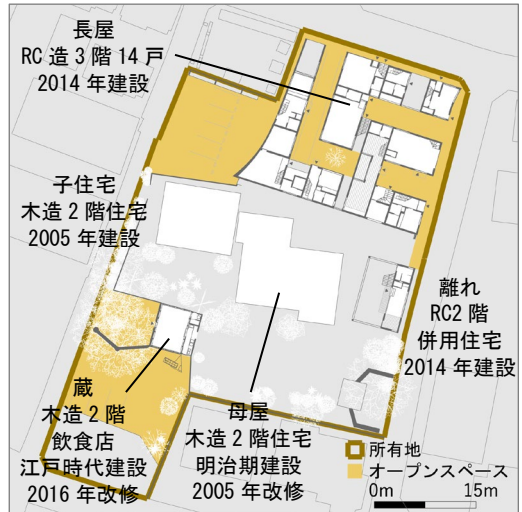 長屋
RC 造 3 階 14 戸
2014 年建設
子住宅
木造 2 階住宅
2005 年建設
離れ
RC2 階
併用住宅
2014 年建設
蔵
木造 2 階
飲食店
江戸時代建設
2016 年改修
母屋
木造 2 階住宅
明治期建設
2005 年改修
所有地
オープンスペース
0m 15m